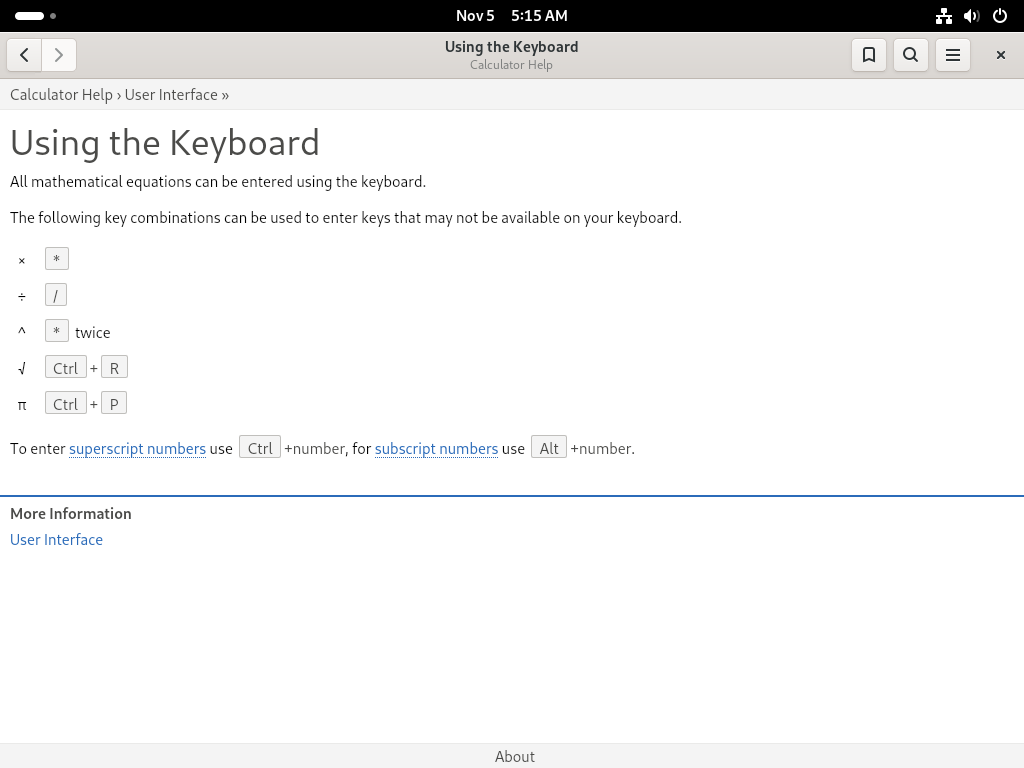 Nov 5 5:15 AM
Using the Keyboard
Calculator Help
Calculator Help › User Interface »
Using the Keyboard
All mathematical equations can be entered using the keyboard.
The following key combinations can be used to enter keys that may not be available on your keyboard.
× *
÷ /
^ * twice
√ Ctrl + R
π Ctrl + P
To enter superscript numbers use Ctrl +number, for subscript numbers use Alt +number.
More Information
User Interface
About